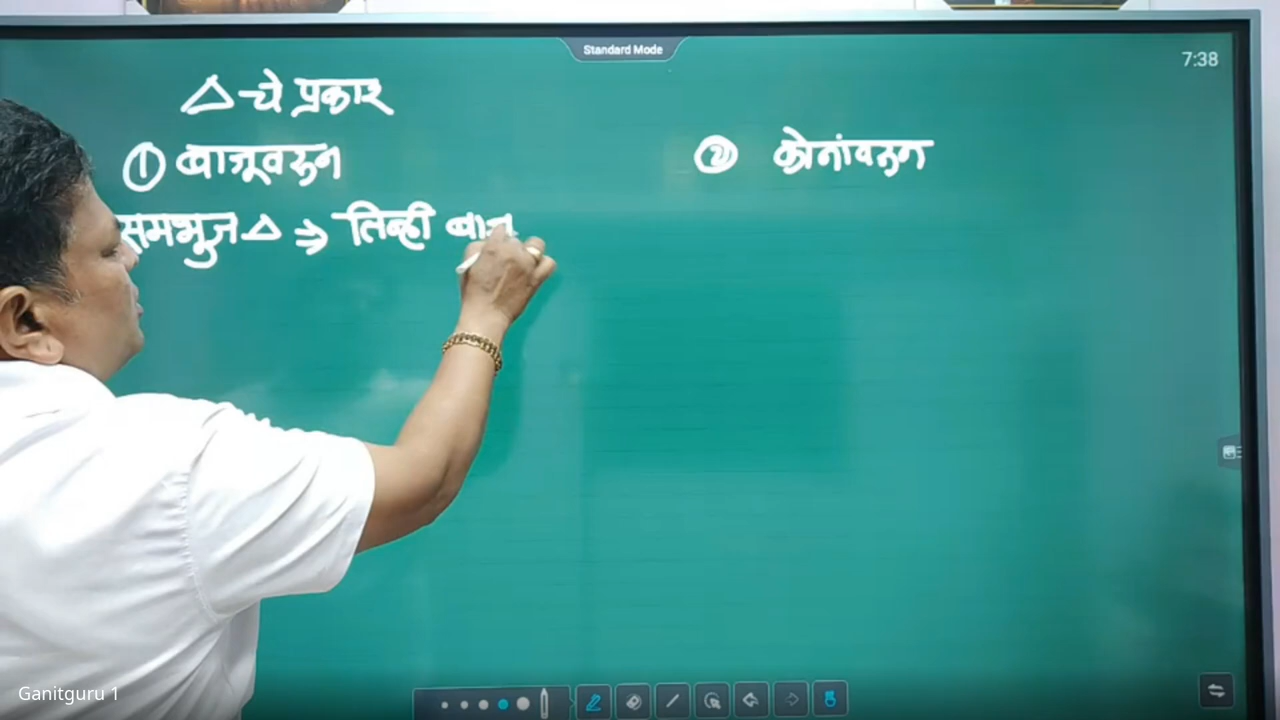 Standard Mode
7:38
△-चे प्रकार
① बाजूवरुन
② कोनांवरुन
समभुज △ ⇒ तिन्ही
Ganitguru 1